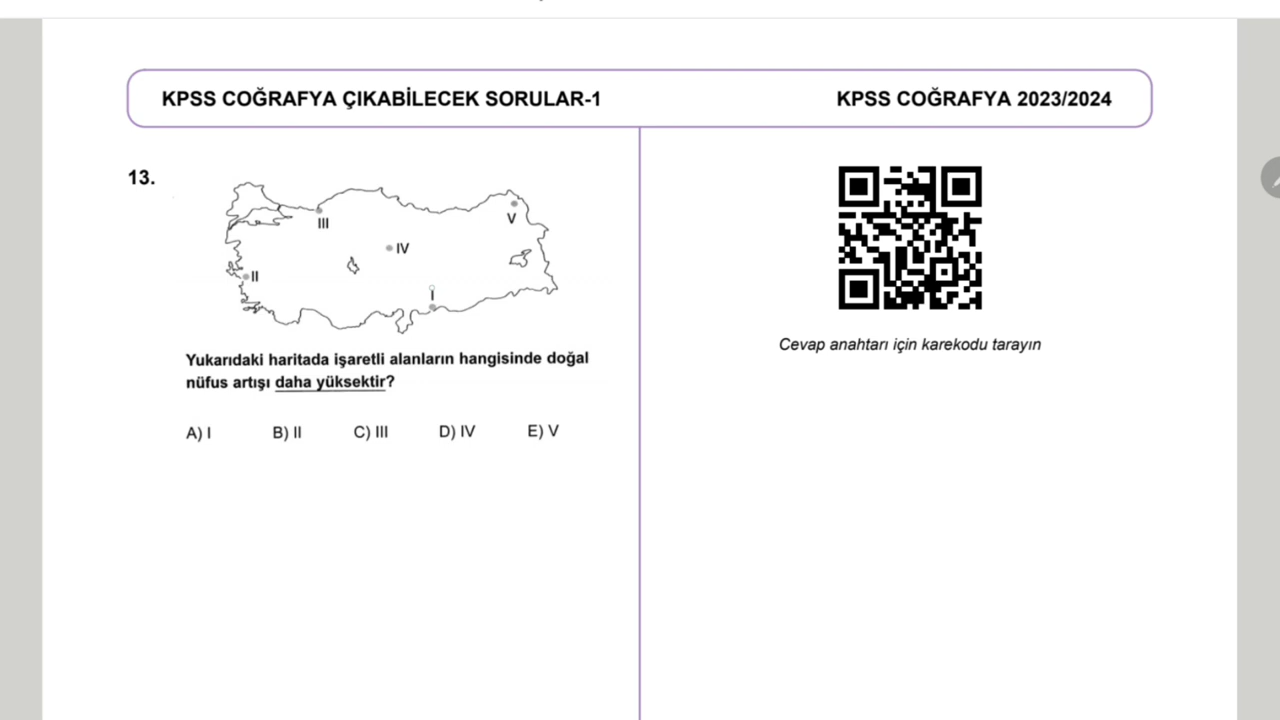 KPSS COĞRAFYA ÇIKABİLECEK SORULAR-1
KPSS COĞRAFYA 2023/2024
13.
III
V
IV
II
I
Yukarıdaki haritada işaretli alanların hangisinde doğal
nüfus artışı daha yüksektir?
A) I B) II C) III D) IV E) V
Cevap anahtarı için karekodu tarayın